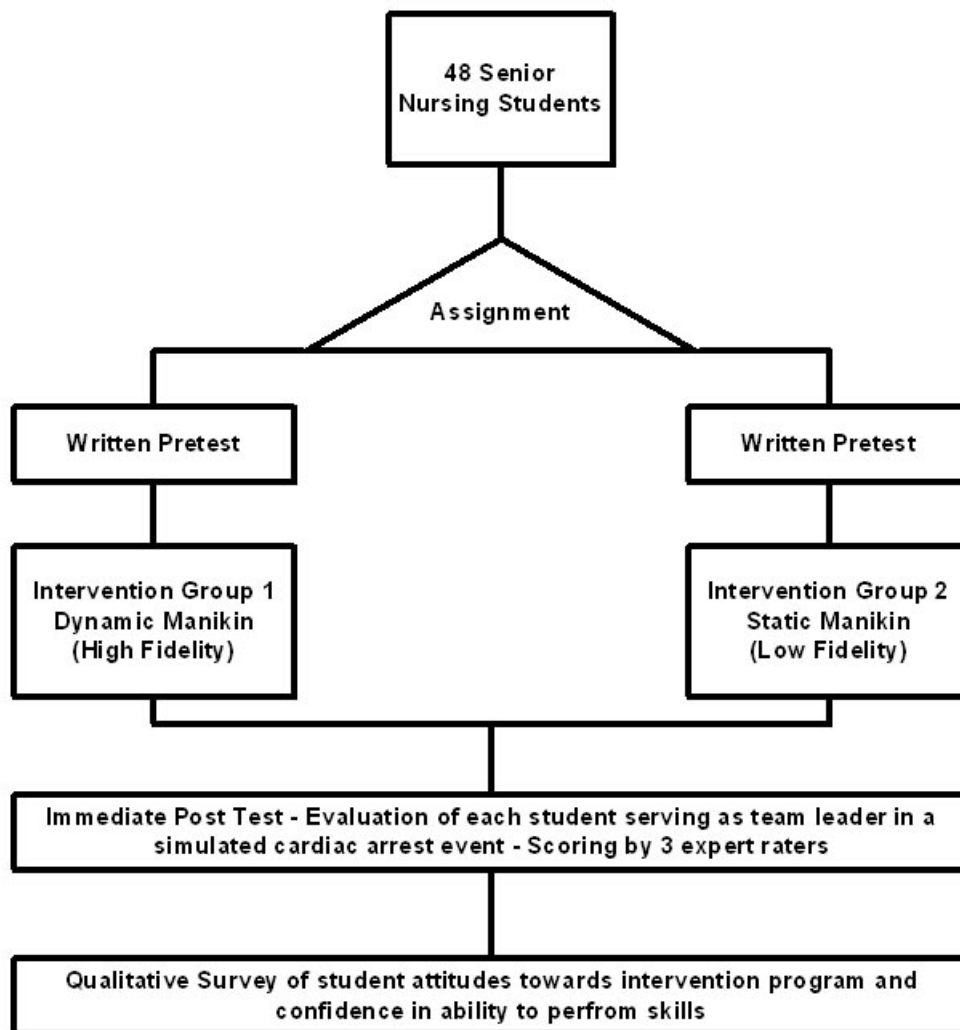 48 Senior
Nursing Students
Assignment
Written Pretest
Written Pretest
Intervention Group 1
Dynamic Manikin
(High Fidelity)
Intervention Group 2
Static Manikin
(Low Fidelity)
Immediate Post Test - Evaluation of each student serving as team leader in a
simulated cardiac arrest event - Scoring by 3 expert raters
Qualitative Survey of student attitudes towards intervention program and
confidence in ability to perfrom skills